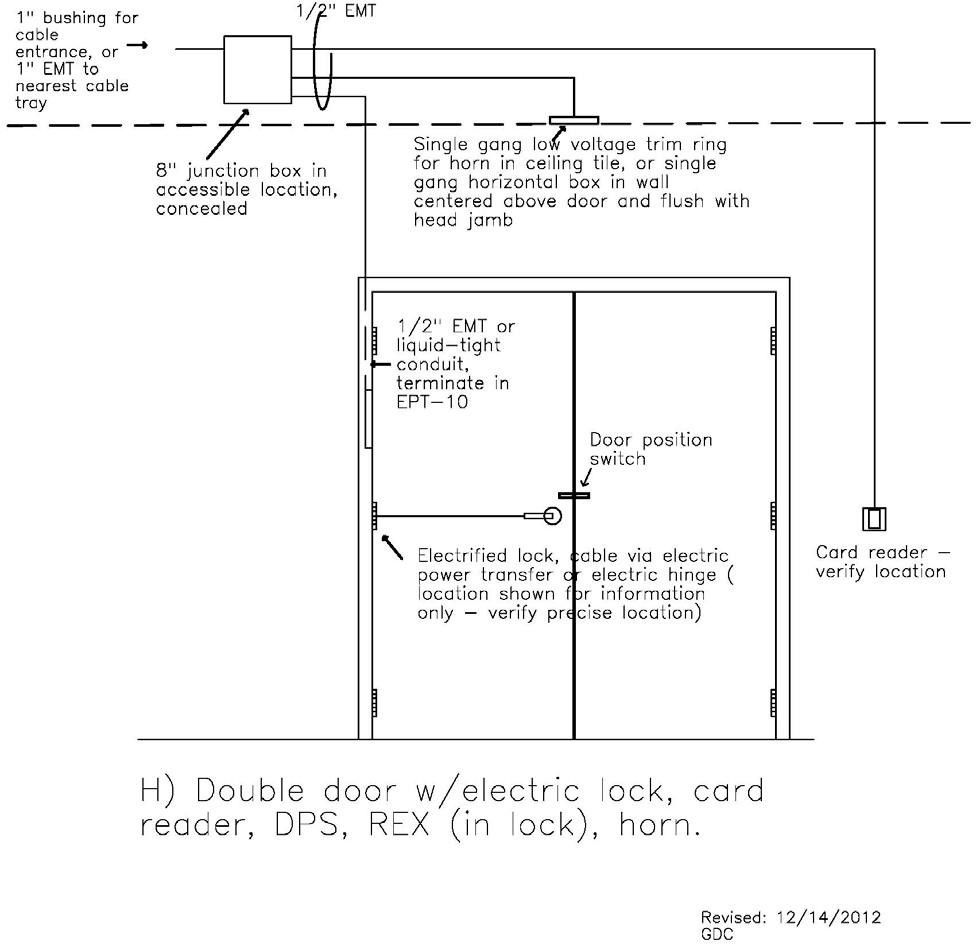 1" bushing for
cable
entrance, or
1" EMT to
nearest cable
tray
1/2" EMT
8" junction box in
accessible location,
concealed
Single gang low voltage trim ring
for horn in ceiling tile, or single
gang horizontal box in wall
centered above door and flush with
head jamb
1/2" EMT or
liquid-tight
conduit,
terminate in
EPT-10
Door position
switch
Electrified lock, cable via electric
power transfer or electric hinge (
location shown for information
only - verify precise location)
Card reader -
verify location
H) Double door w/electric lock, card
reader, DPS, REX (in lock), horn.
Revised: 12/14/2012
GDC